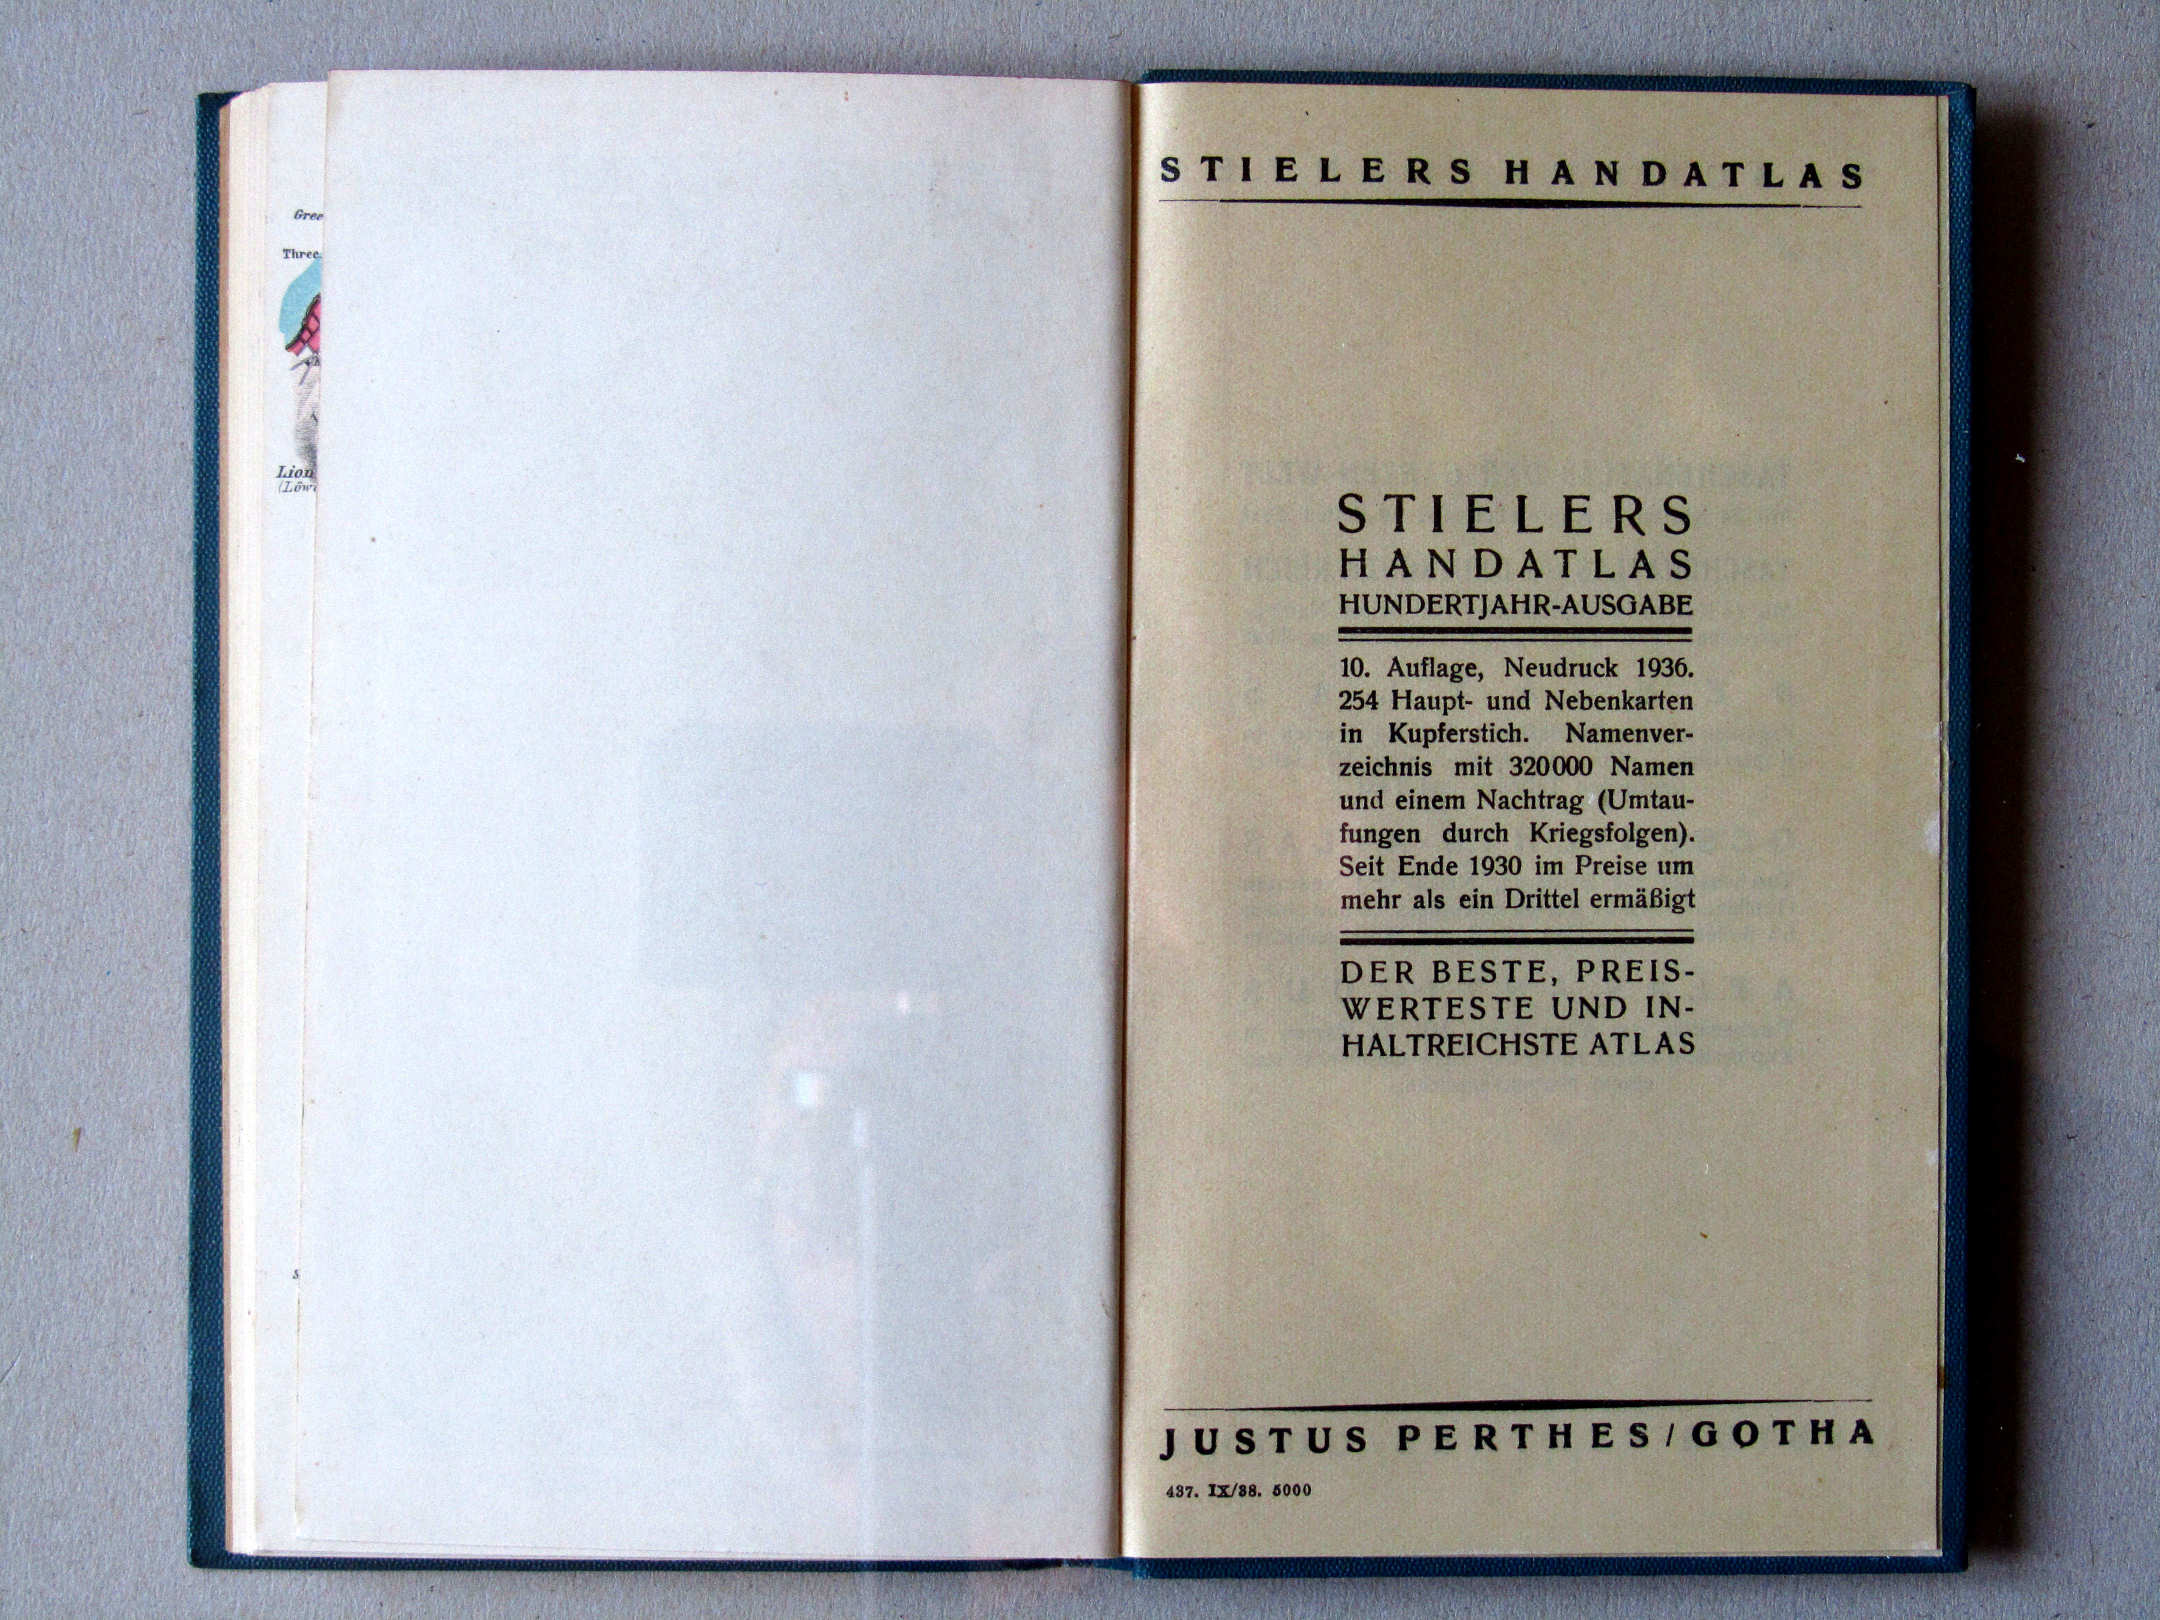 Three
Lion
STIELERS HANDATLAS
STIELERS
HANDATLAS
HUNDERTJAHR-AUSGABE
10. Auflage, Neudruck 1936.
254 Haupt- und Nebenkarten
in Kupferstich. Namenver-
zeichnis mit 320000 Namen
und einem Nachtrag (Umtau-
fungen durch Kriegsfolgen).
Seit Ende 1930 im Preise um
mehr als ein Drittel ermäßigt
DER BESTE, PREIS-
WERTESTE UND IN-
HALTREICHSTE ATLAS
JUSTUS PERTHES/GOTHA
437. IX/38. 5000